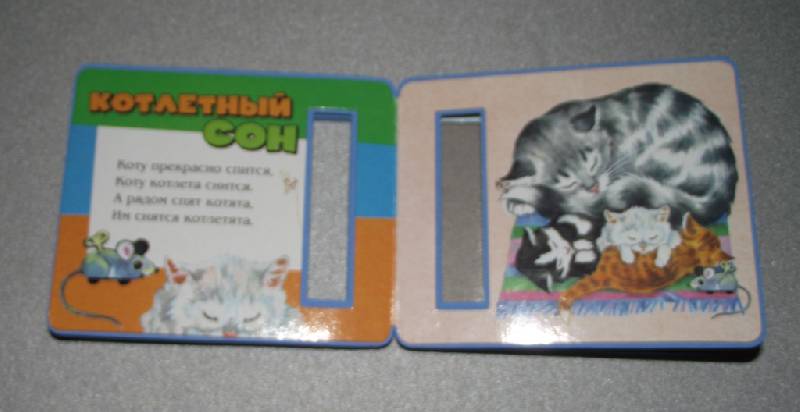 КОТЛЕТНЫЙ
СОН
Коту прекрасно спится,
Коту котлета снится.
А рядом спят котята,
Им снятся котлетята.